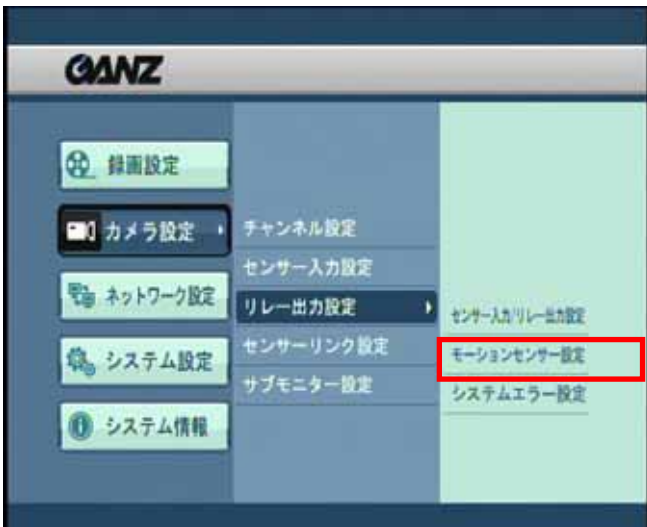 GANZ
録画設定
カメラ設定
ネットワーク設定
システム設定
システム情報
チャンネル設定
センサー入力設定
リレー出力設定
センサーリンク設定
サブモニター設定
センサー入力/リレー出力設定
モーションセンサー設定
システムエラー設定